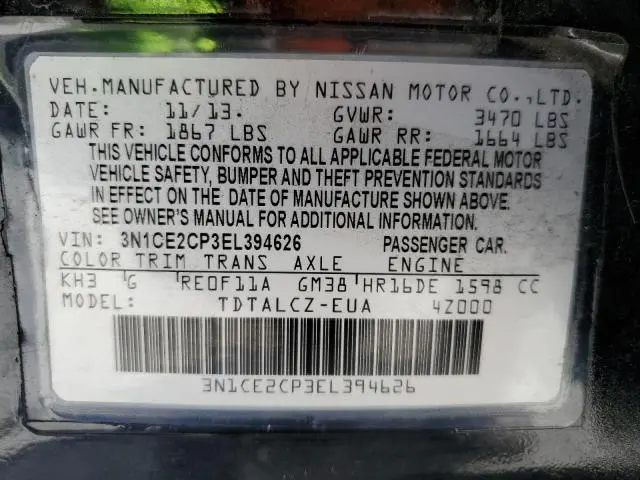 VEH.MANUFACTURED BY NISSAN MOTOR CO.,LTD.
DATE: 11/13. GVWR: 3470 LBS
GAWR FR: 1867 LBS GAWR RR: 1664 LBS
THIS VEHICLE CONFORMS TO ALL APPLICABLE FEDERAL MOTOR
VEHICLE SAFETY, BUMPER AND THEFT PREVENTION STANDARDS
IN EFFECT ON THE DATE OF MANUFACTURE SHOWN ABOVE.
SEE OWNER'S MANUAL FOR ADDITIONAL INFORMATION.
VIN: 3N1CE2CP3EL394626 PASSENGER CAR.
COLOR TRIM TRANS AXLE ENGINE
KH3 G RE0F11A GM38 HR16DE 1598 CC
MODEL: TDTALCZ-EUA 4Z000
3N1CE2CP3EL394626